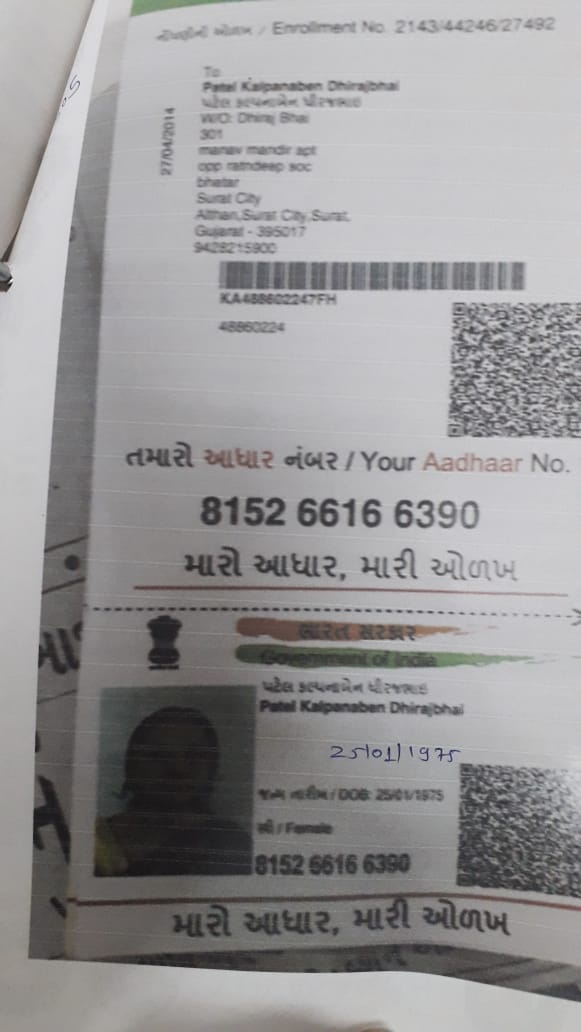 નોંધણીની ઓળખ / Enrollment No. 2143/44246/27492
27/04/2014
To
Patel Kalpanaben Dhirajbhai
પટેલ કલ્પનાબેન ધીરજભાઇ
W/O: Dhiraj Bhai
301
manav mandir apt
opp ratndeep soc
bhatar
Surat City
Althan,Surat City,Surat,
Gujarat - 395017
9428215900
KA488602247FH
48860224
તમારો આધાર નંબર / Your Aadhaar No.
8152 6616 6390
મારો આધાર, મારી ઓળખ
ભારત સરકાર
Government of India
પટેલ કલ્પનાબેન ધીરજભાઇ
Patel Kalpanaben Dhirajbhai
25/01/1975
જન્મ તારીખ / DOB: 25/01/1975
સ્ત્રી / Female
8152 6616 6390
મારો આધાર, મારી ઓળખ